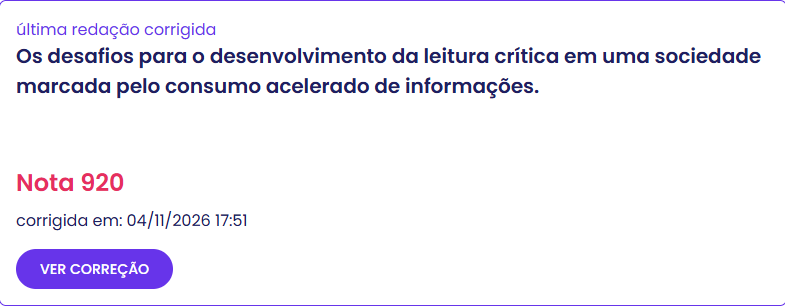 última redação corrigida
Os desafios para o desenvolvimento da leitura crítica em uma sociedade
marcada pelo consumo acelerado de informações.
Nota 920
corrigida em: 04/11/2026 17:51
VER CORREÇÃO